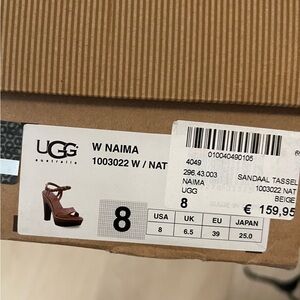 UGG
australia
W NAIMA
1003022 W / NAT
8
USA UK EU JAPAN
8 6.5 39 25.0
010040490105
4049
296.43.003
NAIMA
UGG
8
SANDAAL TASSEL
1003022 NAT
BEIGE
€ 159,95